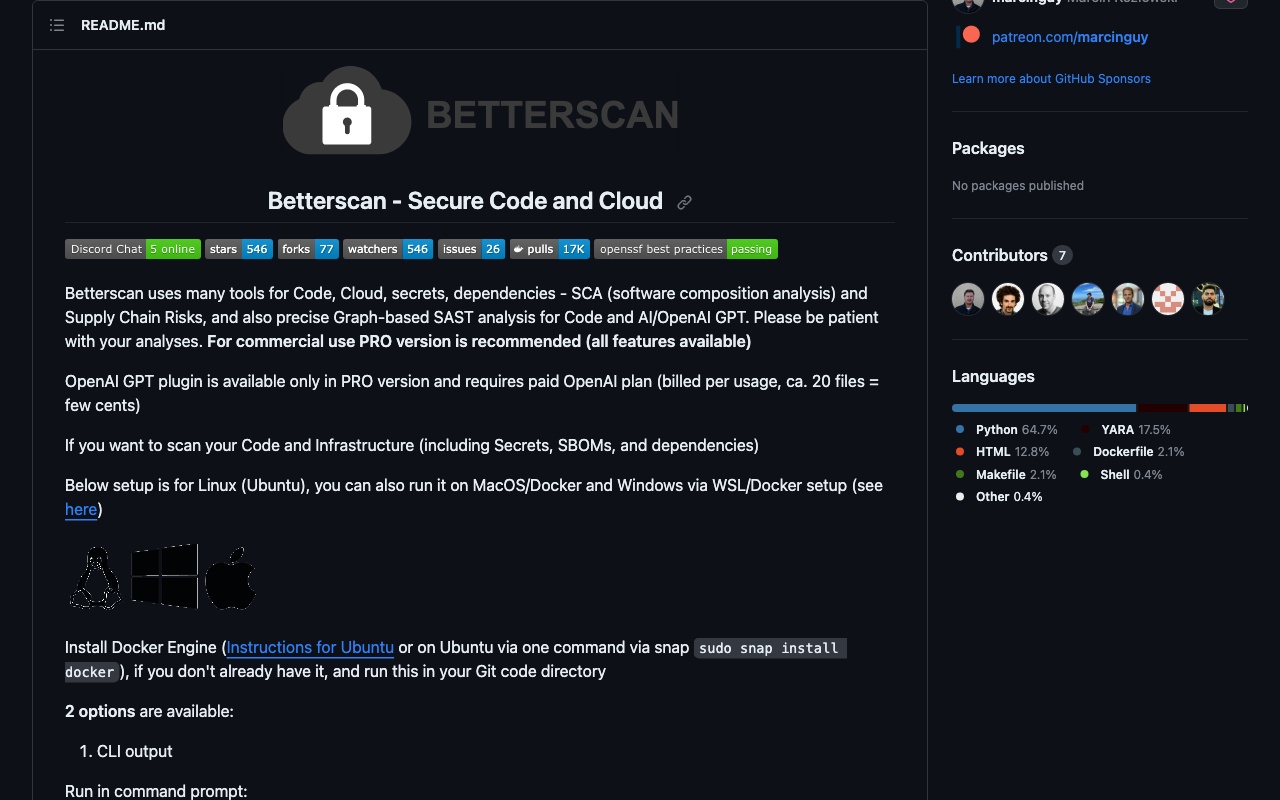 README.md
BETTERSCAN
Betterscan - Secure Code and Cloud
Discord Chat 5 online stars 546 forks 77 watchers 546 issues 26 pulls 17K openssf best practices passing
Betterscan uses many tools for Code, Cloud, secrets, dependencies - SCA (software composition analysis) and
Supply Chain Risks, and also precise Graph-based SAST analysis for Code and AI/OpenAI GPT. Please be patient
with your analyses. For commercial use PRO version is recommended (all features available)
OpenAI GPT plugin is available only in PRO version and requires paid OpenAI plan (billed per usage, ca. 20 files =
few cents)
If you want to scan your Code and Infrastructure (including Secrets, SBOMs, and dependencies)
Below setup is for Linux (Ubuntu), you can also run it on MacOS/Docker and Windows via WSL/Docker setup (see
here)
Install Docker Engine (Instructions for Ubuntu or on Ubuntu via one command via snap sudo snap install
docker), if you don't already have it, and run this in your Git code directory
2 options are available:
1. CLI output
Run in command prompt:
marcinguy Marcin Kozlowski
patreon.com/marcinguy
Learn more about GitHub Sponsors
Packages
No packages published
Contributors 7
Languages
Python 64.7% YARA 17.5%
HTML 12.8% Dockerfile 2.1%
Makefile 2.1% Shell 0.4%
Other 0.4%